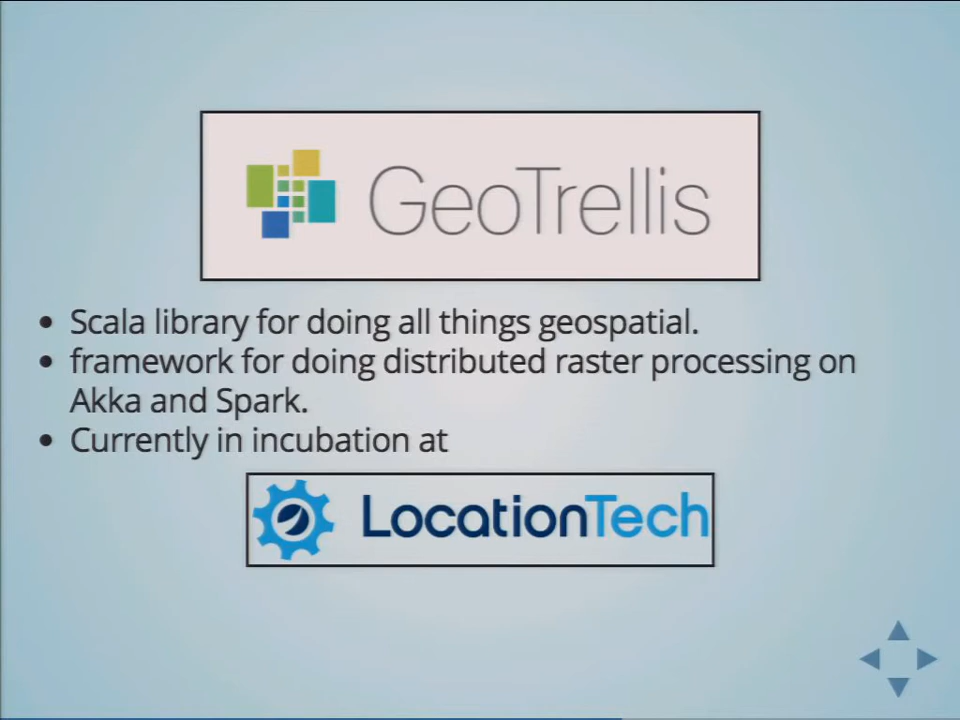 GeoTrellis
• Scala library for doing all things geospatial.
• framework for doing distributed raster processing on
Akka and Spark.
• Currently in incubation at
LocationTech